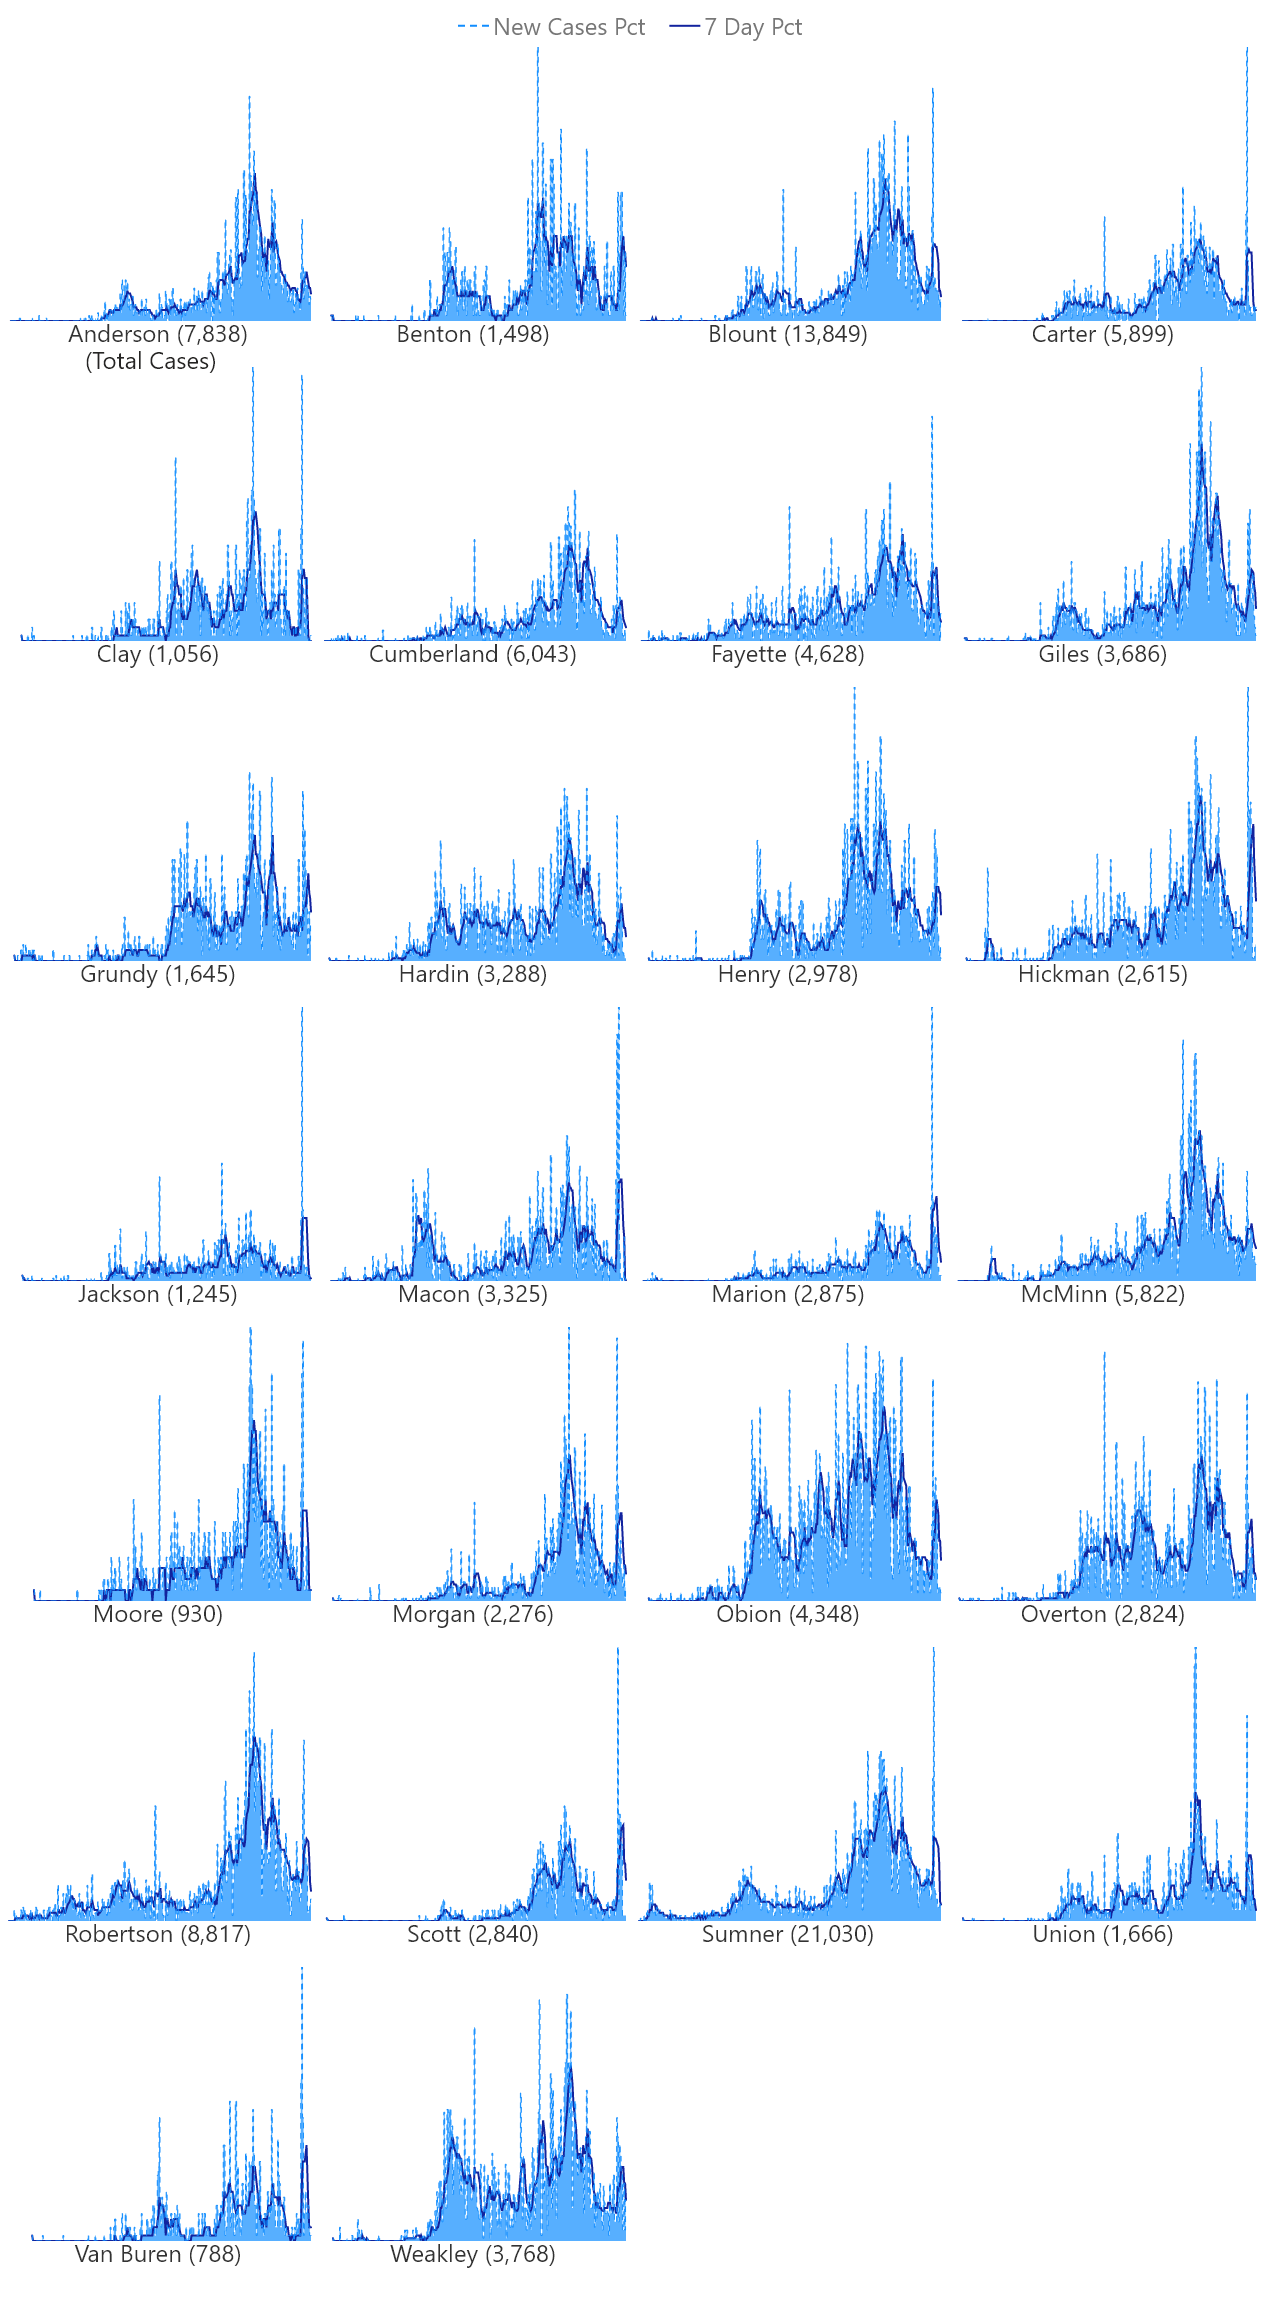 New Cases Pct 7 Day Pct
Anderson (7,838) Benton (1,498) Blount (13,849) Carter (5,899)
(Total Cases)
Clay (1,056) Cumberland (6,043) Fayette (4,628) Giles (3,686)
Grundy (1,645) Hardin (3,288) Henry (2,978) Hickman (2,615)
Jackson (1,245) Macon (3,325) Marion (2,875) McMinn (5,822)
Moore (930) Morgan (2,276) Obion (4,348) Overton (2,824)
Robertson (8,817) Scott (2,840) Sumner (21,030) Union (1,666)
Van Buren (788) Weakley (3,768)